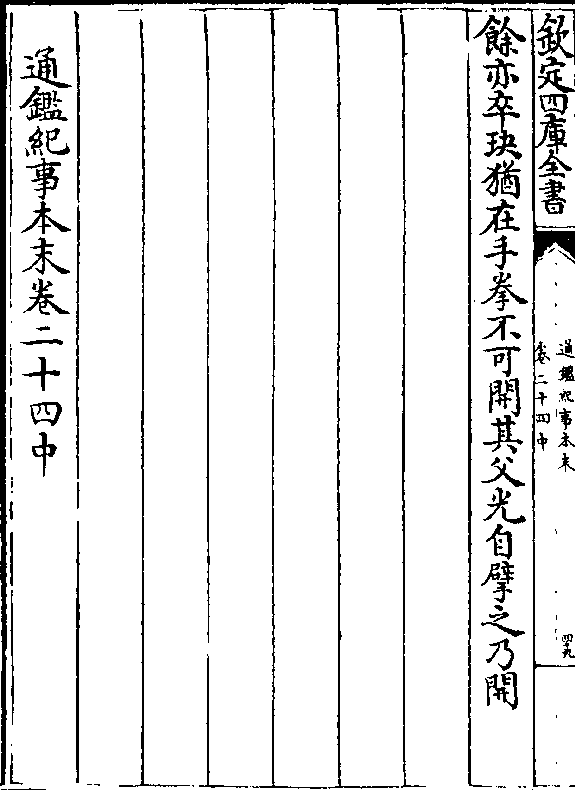 欽定四庫全書
通鑑紀事本末
卷二十四中
四十九
餘亦卒玦猶在手拳不可開其父光自擘之乃開
通鑑紀事本末卷二十四中